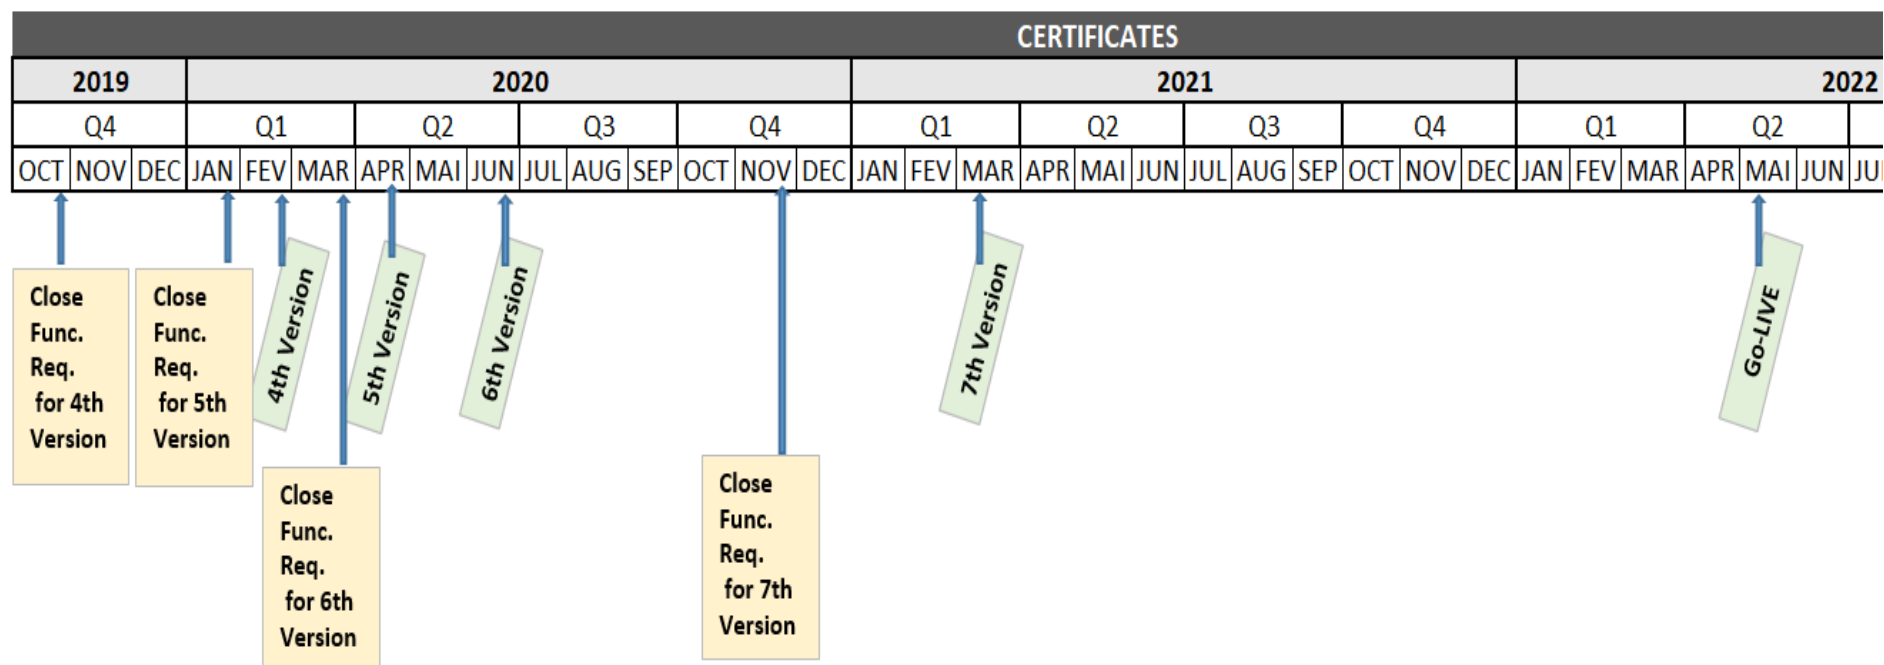 CERTIFICATES
2019 2020 2021 2022
Q4 Q1 Q2 Q3 Q4 Q1 Q2 Q3 Q4 Q1 Q2
OCT NOV DEC JAN FEV MAR APR MAI JUN JUL AUG SEP OCT NOV DEC JAN FEV MAR APR MAI JUN JUL AUG SEP OCT NOV DEC JAN FEV MAR APR MAI JUN
Close
Func.
Req.
for 4th
Version
Close
Func.
Req.
for 5th
Version
4th Version
5th Version
6th Version
7th Version
Go-LIVE
Close
Func.
Req.
for 6th
Version
Close
Func.
Req.
for 7th
Version